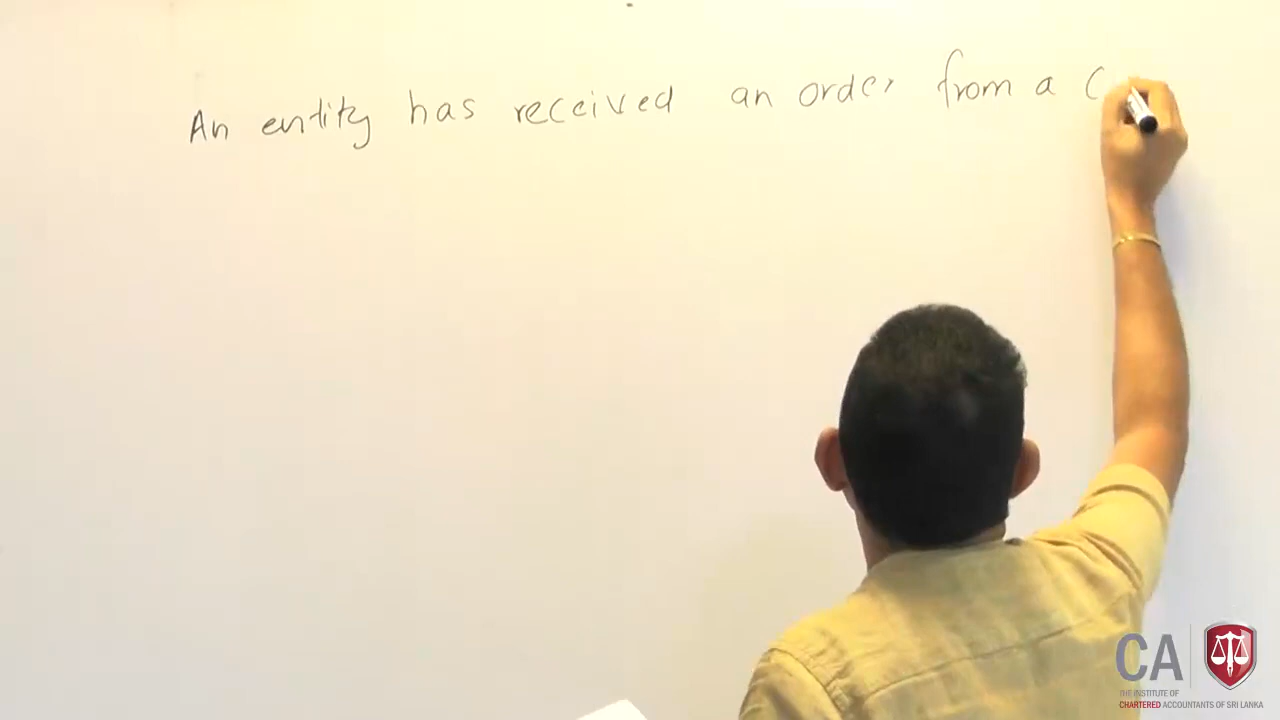 An entity has received an order from a C
CA
THE INSTITUTE OF
CHARTERED ACCOUNTANTS OF SRI LANKA